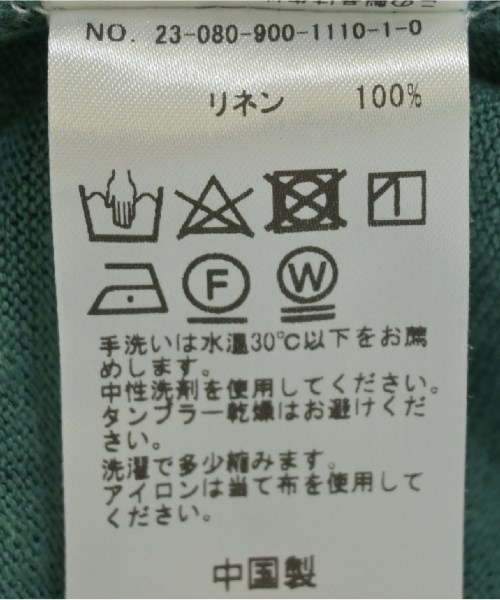 NO. 23-080-900-1110-1-0
リネン 100%
F
W
手洗いは水温30℃以下をお薦
めします。
中性洗剤を使用してください。
タンブラー乾燥はお避けくだ
さい。
洗濯で多少縮みます。
アイロンは当て布を使用して
ください。
中国製